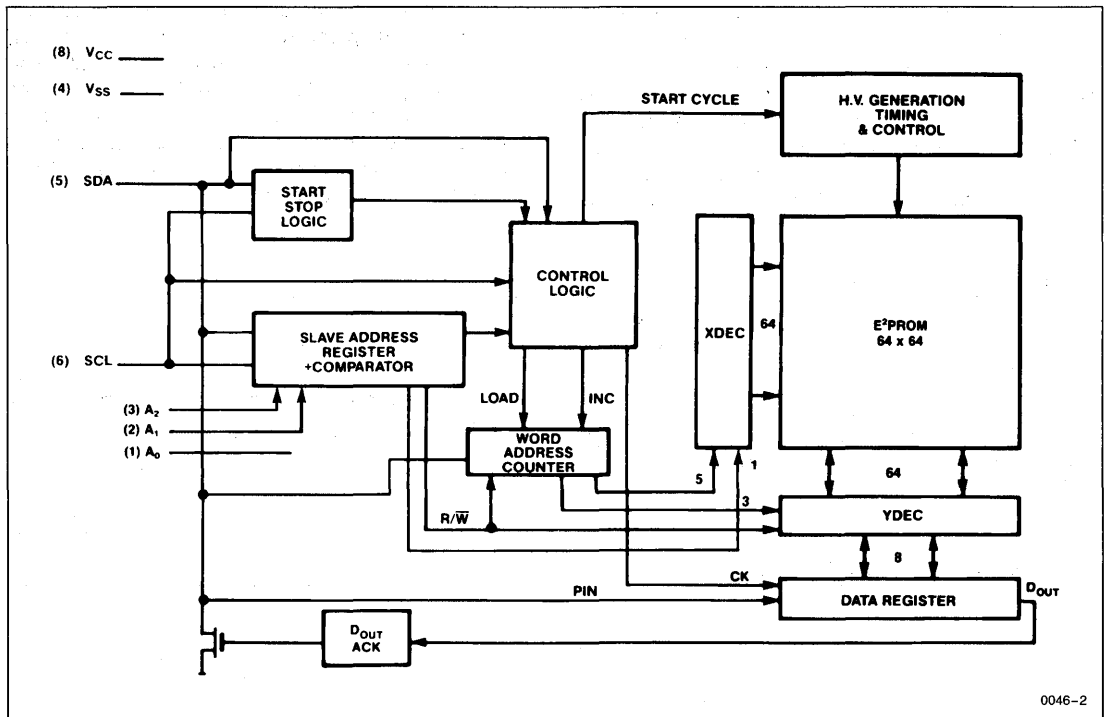 (8) VCC
(4) VSS
START CYCLE
H.V. GENERATION
TIMING
& CONTROL
(5) SDA
START
STOP
LOGIC
CONTROL
LOGIC
XDEC
64
E²PROM
64 x 64
SLAVE ADDRESS
REGISTER
+COMPARATOR
(6) SCL
(3) A₂
(2) A₁
(1) A₀
LOAD
INC
WORD
ADDRESS
COUNTER
5
1
64
3
YDEC
R/W̅
8
CK
PIN
DATA REGISTER
DOUT
DOUT
ACK
0046-2